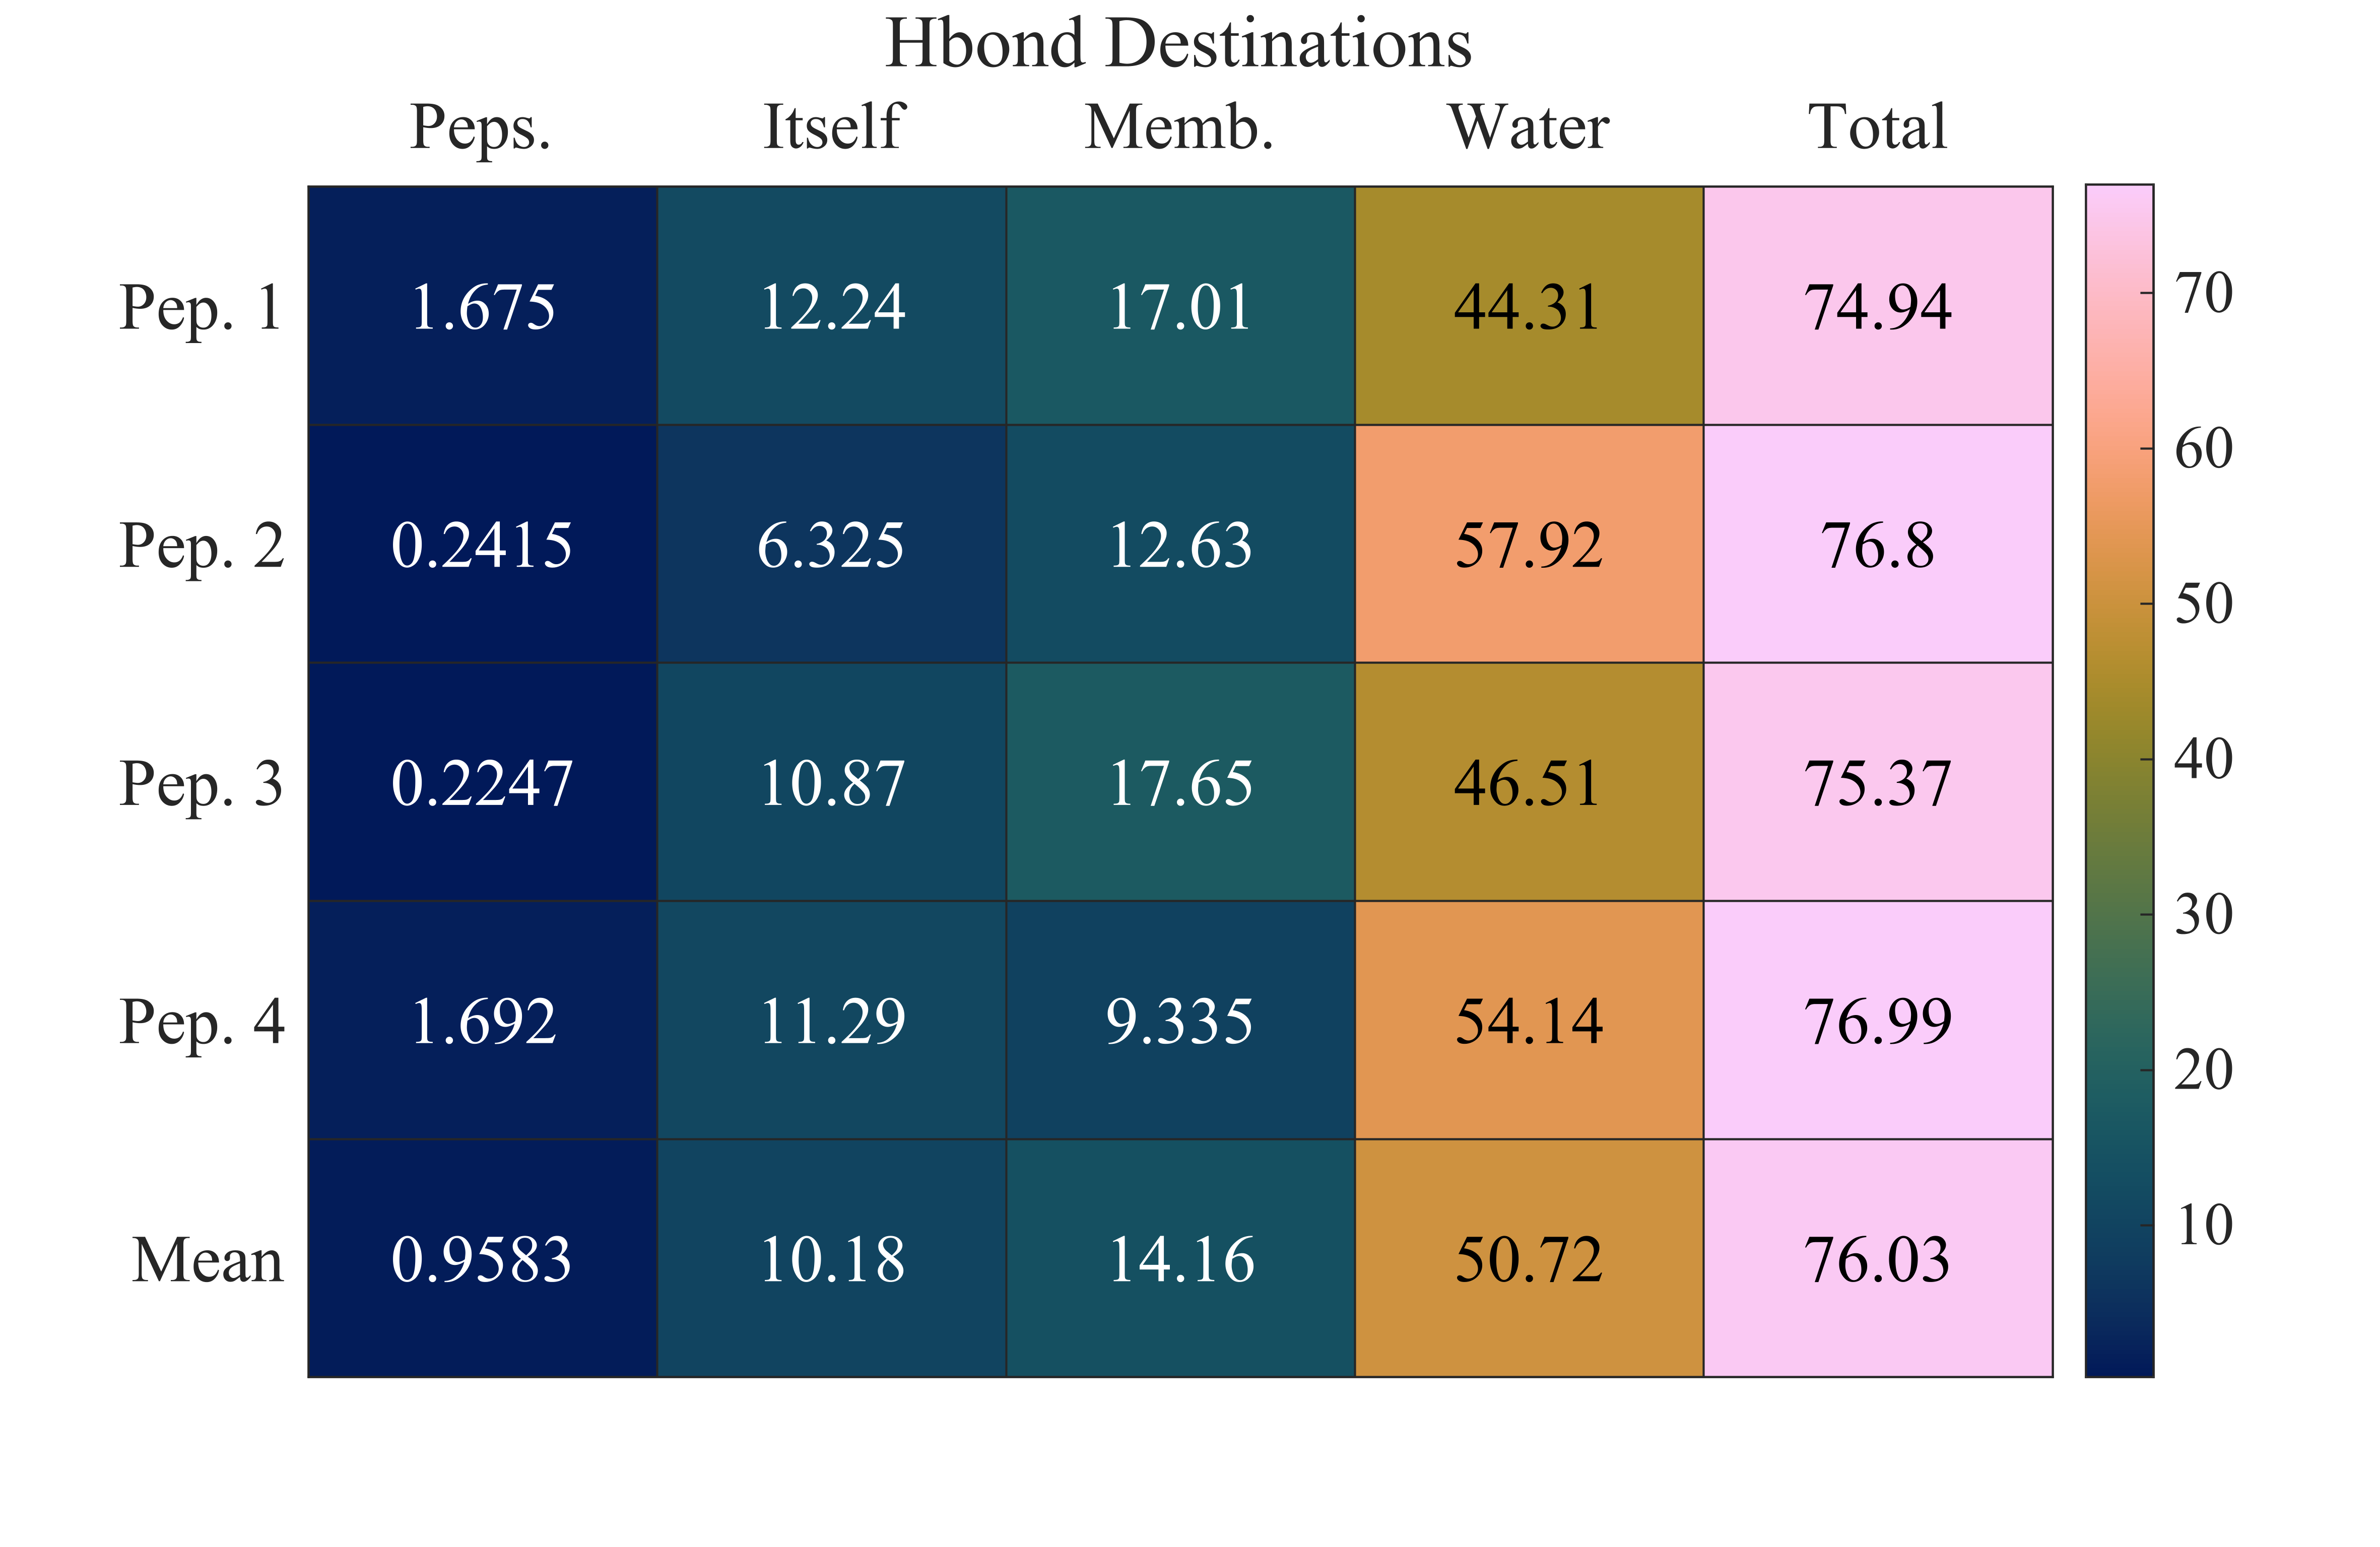 Hbond Destinations
Peps. Itself Memb. Water Total
Pep. 1 1.675 12.24 17.01 44.31 74.94
Pep. 2 0.2415 6.325 12.63 57.92 76.8
Pep. 3 0.2247 10.87 17.65 46.51 75.37
Pep. 4 1.692 11.29 9.335 54.14 76.99
Mean 0.9583 10.18 14.16 50.72 76.03
70
60
50
40
30
20
10